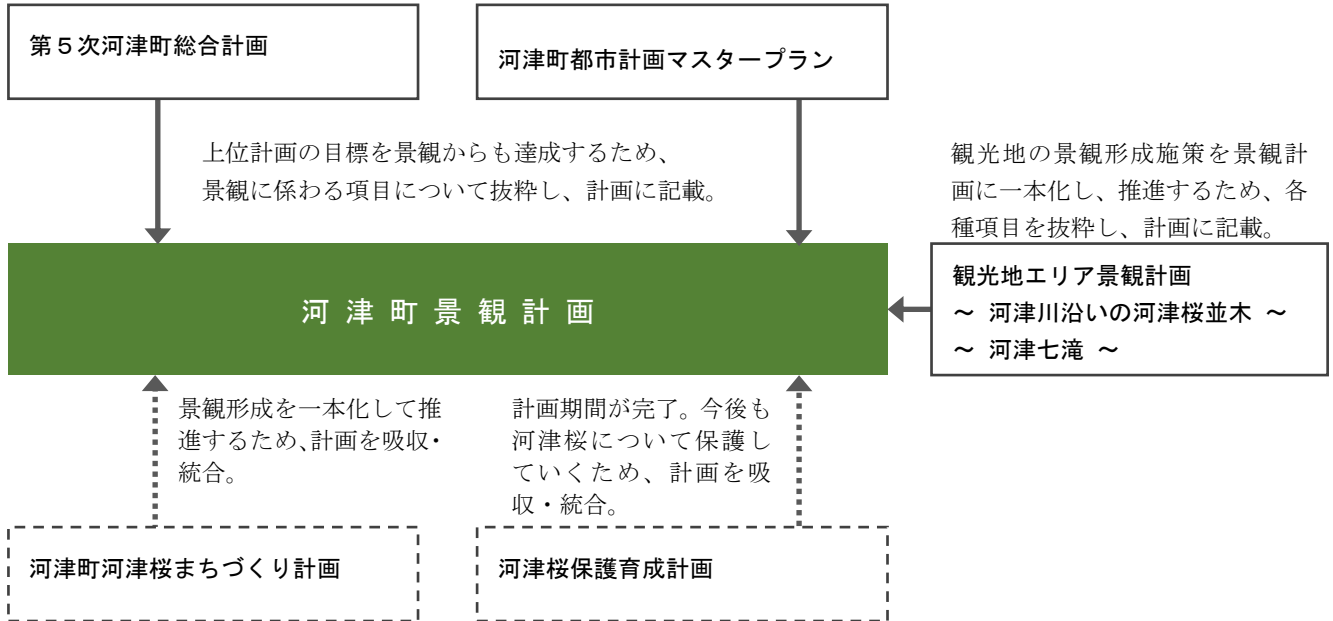 第５次河津町総合計画
河津町都市計画マスタープラン
上位計画の目標を景観からも達成するため、
景観に係わる項目について抜粋し、計画に記載。
観光地の景観形成施策を景観計
画に一本化し、推進するため、各
種項目を抜粋し、計画に記載。
河津町景観計画
観光地エリア景観計画
～ 河津川沿いの河津桜並木 ～
～ 河津七滝 ～
景観形成を一本化して推
進するため、計画を吸収・
統合。
計画期間が完了。今後も
河津桜について保護し
ていくため、計画を吸
収・統合。
河津町河津桜まちづくり計画
河津桜保護育成計画